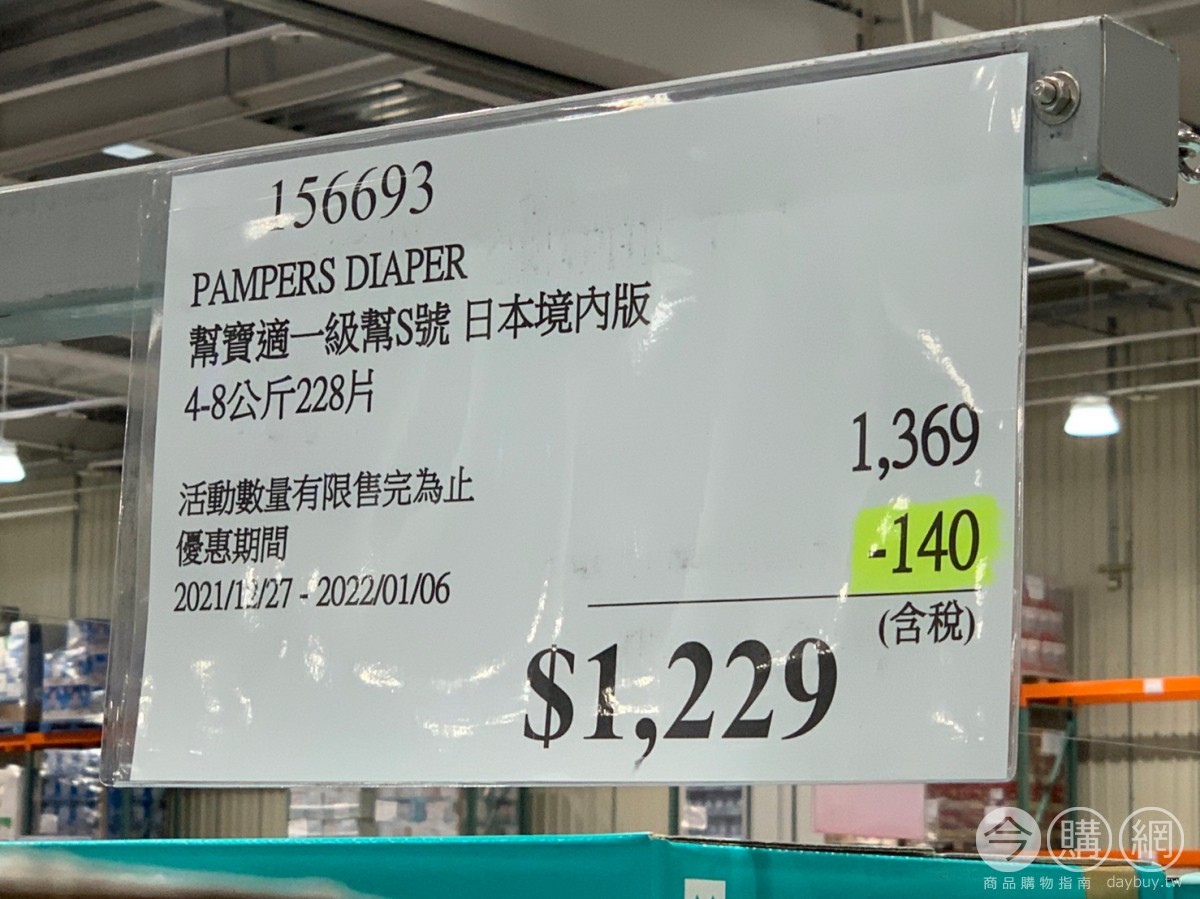 156693
PAMPERS DIAPER
幫寶適一級幫S號 日本境內版
4-8公斤228片
1,369
活動數量有限售完為止
優惠期間
-140
2021/12/27 - 2022/01/06
(含稅)
$1,229
今購網
商品購物指南 daybuy.tw